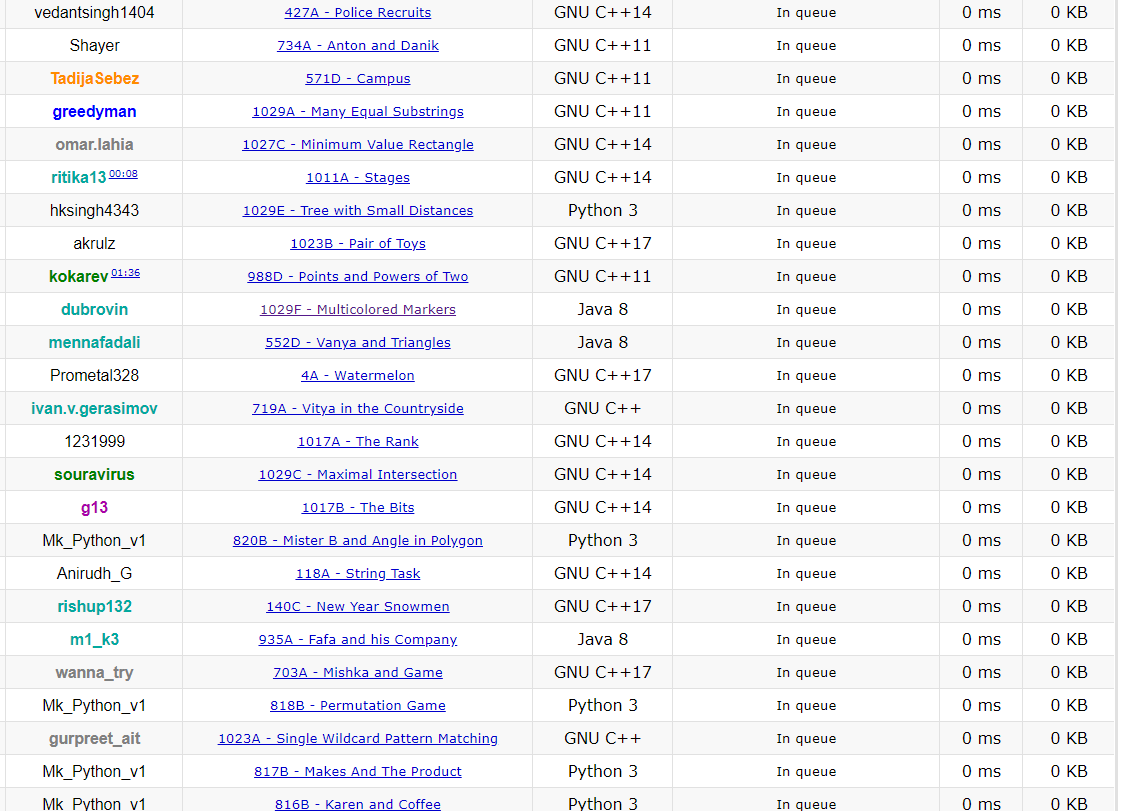 vedantsingh1404 427A - Police Recruits GNU C++14 In queue 0 ms 0 KB
Shayer 734A - Anton and Danik GNU C++11 In queue 0 ms 0 KB
TadijaSebez 571D - Campus GNU C++11 In queue 0 ms 0 KB
greedyman 1029A - Many Equal Substrings GNU C++11 In queue 0 ms 0 KB
omar.lahia 1027C - Minimum Value Rectangle GNU C++14 In queue 0 ms 0 KB
ritika13 00:08 1011A - Stages GNU C++14 In queue 0 ms 0 KB
hksingh4343 1029E - Tree with Small Distances Python 3 In queue 0 ms 0 KB
akrulz 1023B - Pair of Toys GNU C++17 In queue 0 ms 0 KB
kokarev 01:36 988D - Points and Powers of Two GNU C++11 In queue 0 ms 0 KB
dubrovin 1029F - Multicolored Markers Java 8 In queue 0 ms 0 KB
mennafadali 552D - Vanya and Triangles Java 8 In queue 0 ms 0 KB
Prometal328 4A - Watermelon GNU C++17 In queue 0 ms 0 KB
ivan.v.gerasimov 719A - Vitya in the Countryside GNU C++ In queue 0 ms 0 KB
1231999 1017A - The Rank GNU C++14 In queue 0 ms 0 KB
souravirus 1029C - Maximal Intersection GNU C++14 In queue 0 ms 0 KB
g13 1017B - The Bits GNU C++14 In queue 0 ms 0 KB
Mk_Python_v1 820B - Mister B and Angle in Polygon Python 3 In queue 0 ms 0 KB
Anirudh_G 118A - String Task GNU C++14 In queue 0 ms 0 KB
rishup132 140C - New Year Snowmen GNU C++17 In queue 0 ms 0 KB
m1_k3 935A - Fafa and his Company Java 8 In queue 0 ms 0 KB
wanna_try 703A - Mishka and Game GNU C++17 In queue 0 ms 0 KB
Mk_Python_v1 818B - Permutation Game Python 3 In queue 0 ms 0 KB
gurpreet_ait 1023A - Single Wildcard Pattern Matching GNU C++ In queue 0 ms 0 KB
Mk_Python_v1 817B - Makes And The Product Python 3 In queue 0 ms 0 KB
Mk_Python_v1 816B - Karen and Coffee Python 3 In queue 0 ms 0 KB